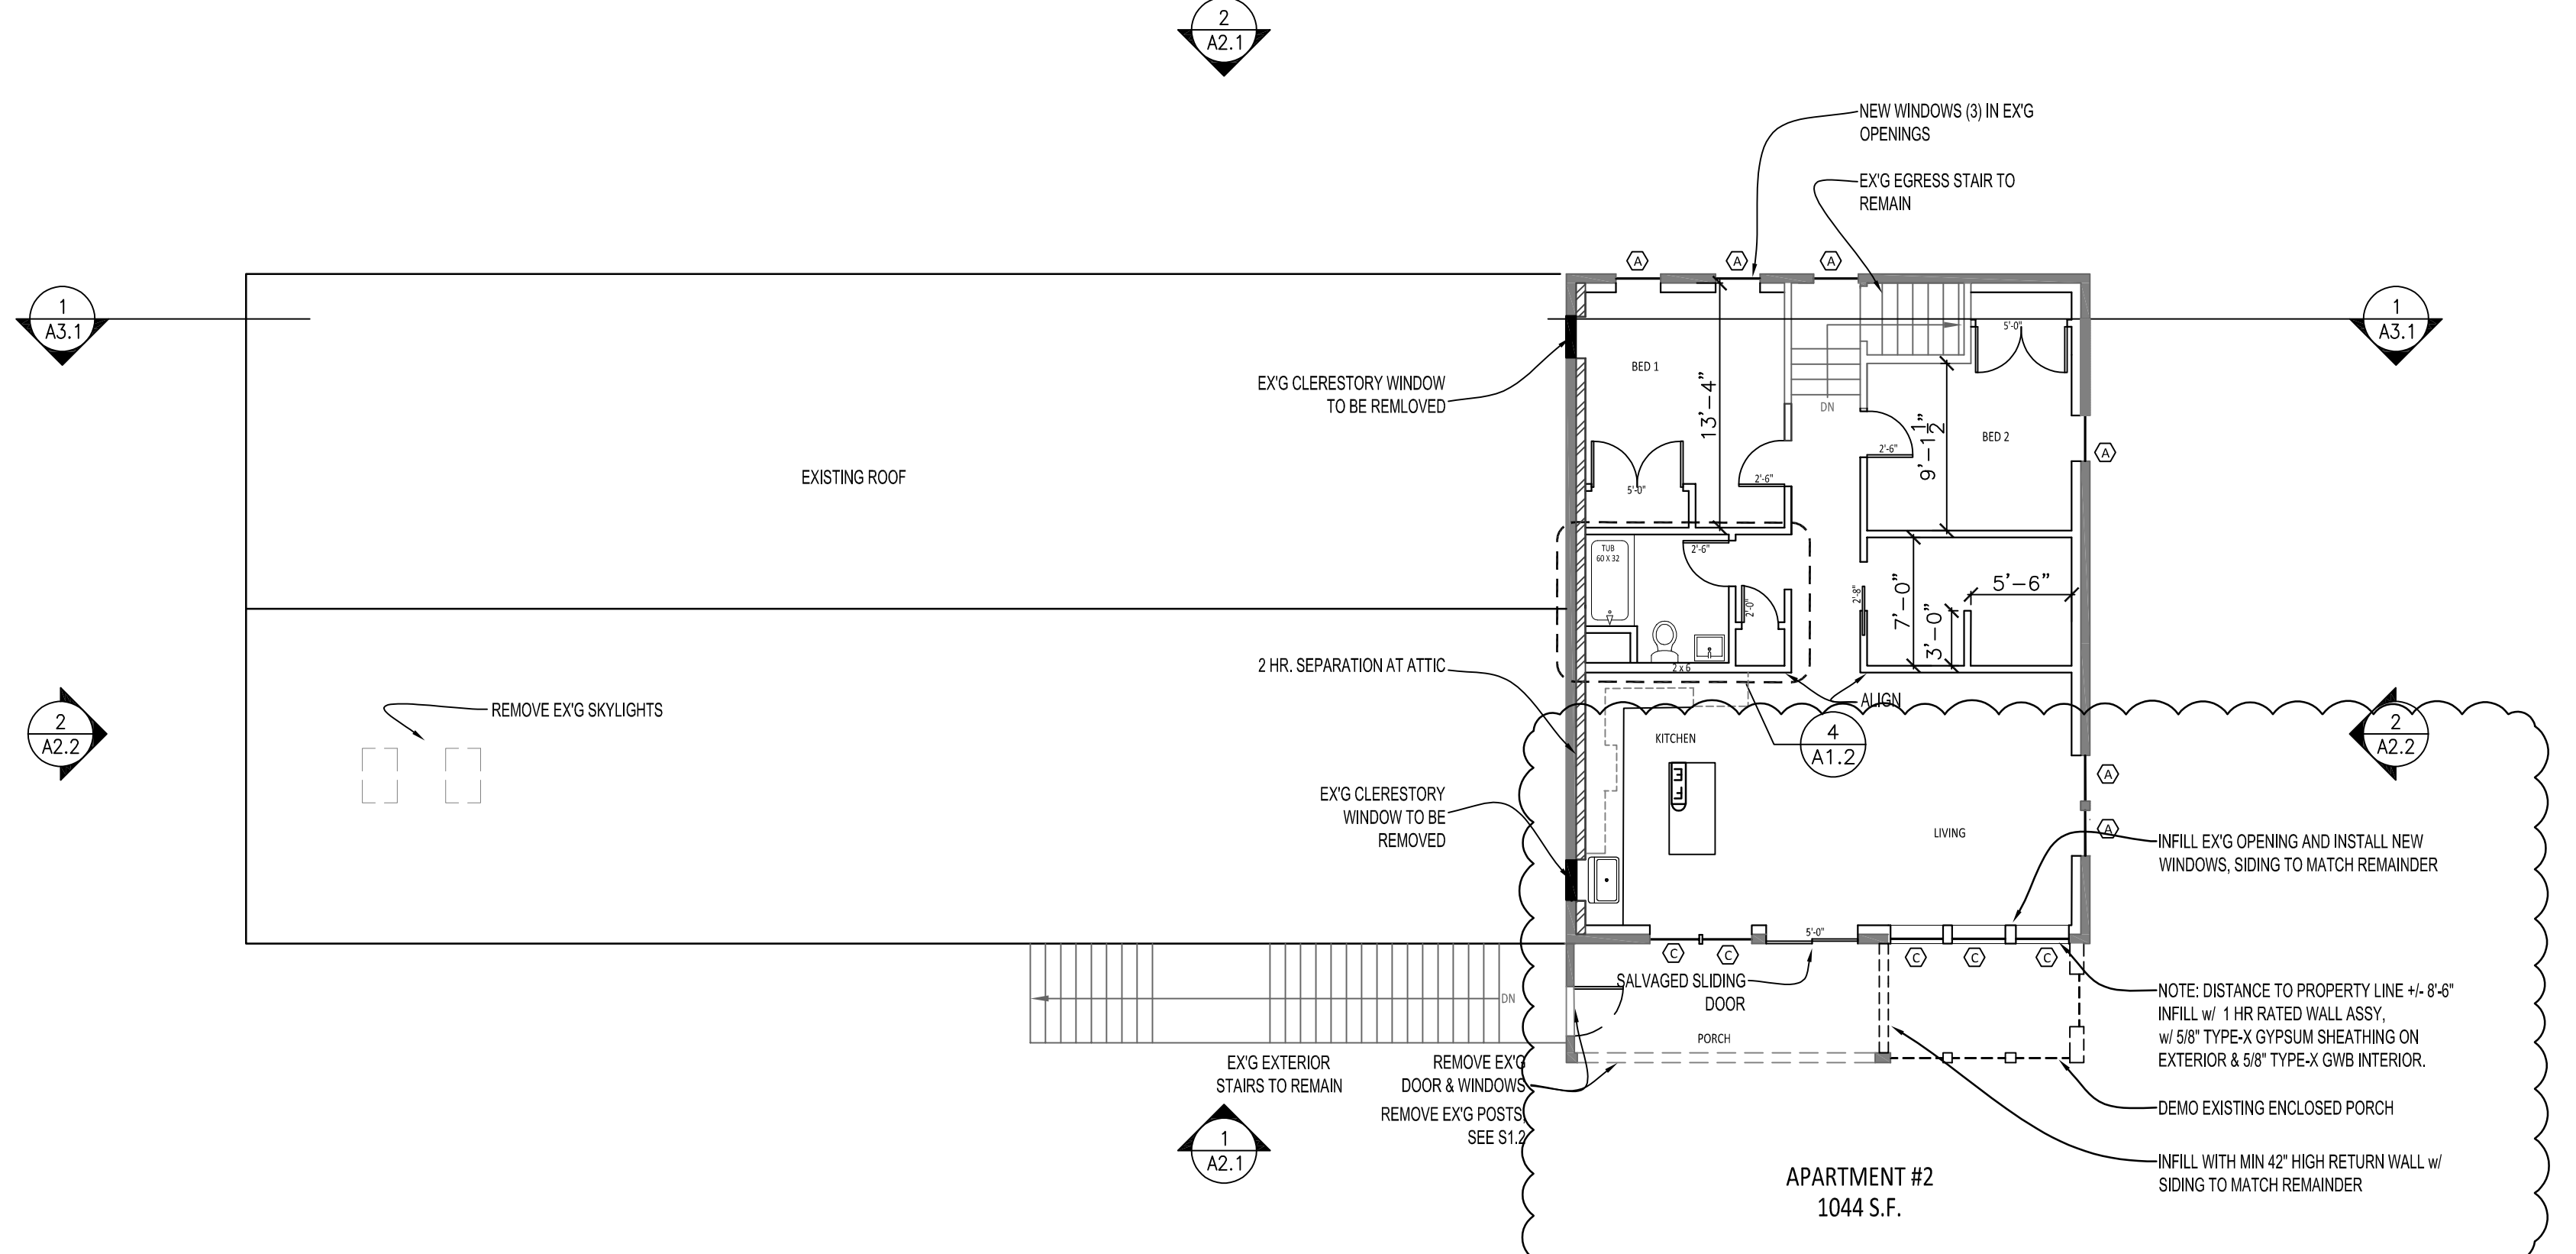 2
A2.1
NEW WINDOWS (3) IN EX'G
OPENINGS
EX'G EGRESS STAIR TO
REMAIN
A
A
A
1
A3.1
1
A3.1
5'-0"
BED 1
EX'G CLERESTORY WINDOW
TO BE REMLOVED
13'-4"
DN
2'-6"
9'-1 1/2"
BED 2
A
EXISTING ROOF
5'-0"
2'-6"
TUB
60 X 32
2'-6"
2'-0"
2'-8"
7'-0"
3'-0"
5'-6"
2 HR. SEPARATION AT ATTIC
2 x 6
ALIGN
REMOVE EX'G SKYLIGHTS
2
A2.2
4
A1.2
2
A2.2
KITCHEN
A
EX'G CLERESTORY
WINDOW TO BE
REMOVED
LIVING
A
INFILL EX'G OPENING AND INSTALL NEW
WINDOWS, SIDING TO MATCH REMAINDER
5'-0"
C
C
C
C
C
SALVAGED SLIDING
DOOR
DN
NOTE: DISTANCE TO PROPERTY LINE +/- 8'-6"
INFILL w/ 1 HR RATED WALL ASSY,
w/ 5/8" TYPE-X GYPSUM SHEATHING ON
EXTERIOR & 5/8" TYPE-X GWB INTERIOR.
PORCH
EX'G EXTERIOR
STAIRS TO REMAIN
REMOVE EX'G
DOOR & WINDOWS
REMOVE EX'G POSTS,
SEE S1.2
DEMO EXISTING ENCLOSED PORCH
1
A2.1
INFILL WITH MIN 42" HIGH RETURN WALL w/
SIDING TO MATCH REMAINDER
APARTMENT #2
1044 S.F.